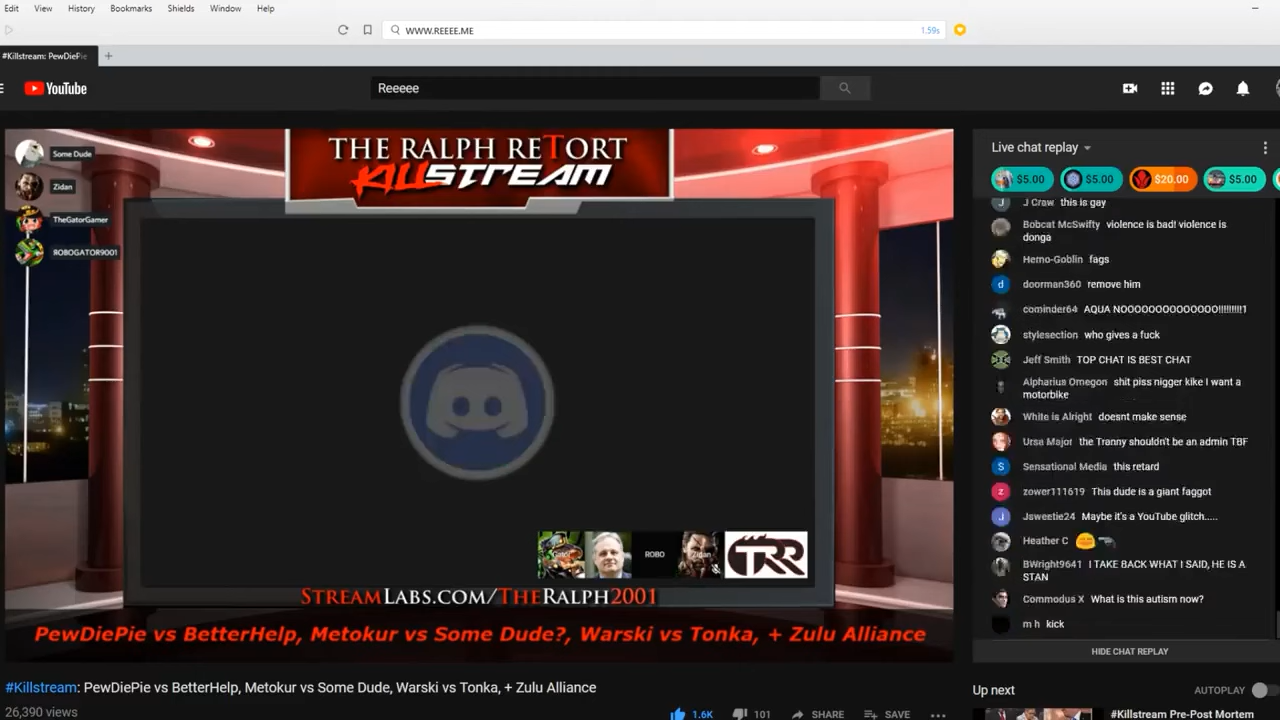 Edit View History Bookmarks Shields Window Help
WWW.REEEE.ME 1.59s
#Killstream: PewDiePie
YouTube
Reeeee
THE RALPH RETORT
KILLSTREAM
Some Dude
Zidan
TheGatorGamer
ROBOGATOR9001
Gator ROBO Zidan TRR
STREAMLABS.COM/THERALPH2001
PewDiePie vs BetterHelp, Metokur vs Some Dude?, Warski vs Tonka, + Zulu Alliance
#Killstream: PewDiePie vs BetterHelp, Metokur vs Some Dude, Warski vs Tonka, + Zulu Alliance
26,390 views
1.6K 101 SHARE SAVE
Live chat replay
$5.00 $5.00 $20.00 $5.00
J Craw this is gay
Bobcat McSwifty violence is bad! violence is
donga
Hemo-Goblin fags
doorman360 remove him
cominder64 AQUA NOOOOOOOOOOOOOO!!!!!!!!!1
stylesection who gives a fuck
Jeff Smith TOP CHAT IS BEST CHAT
Alpharius Omegon shit piss nigger kike I want a
motorbike
White is Alright doesnt make sense
Ursa Major the Tranny shouldn't be an admin TBF
Sensational Media this retard
zower111619 This dude is a giant faggot
Jsweetie24 Maybe it's a YouTube glitch.....
Heather C
BWright9641 I TAKE BACK WHAT I SAID, HE IS A
STAN
Commodus X What is this autism now?
m h kick
HIDE CHAT REPLAY
Up next AUTOPLAY
#Killstream Pre-Post Mortem